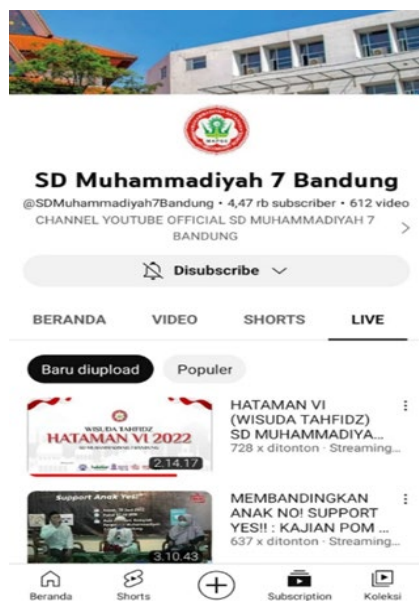 SD Muhammadiyah 7 Bandung
@SDMuhammadiyah7Bandung • 4,47 rb subscriber • 612 video
CHANNEL YOUTUBE OFFICIAL SD MUHAMMADIYAH 7
BANDUNG
Disubscribe
BERANDA VIDEO SHORTS LIVE
Baru diupload Populer
WISUDA TAHFIDZ
HATAMAN VI 2022
2.14.17
HATAMAN VI
(WISUDA TAHFIDZ)
SD MUHAMMADIYA...
728 x ditonton · Streaming...
Support Anak Yes!
3.10.43
MEMBANDINGKAN
ANAK NO! SUPPORT
YES!! : KAJIAN POM ...
637 x ditonton · Streaming...
Beranda Shorts Subscription Koleksi